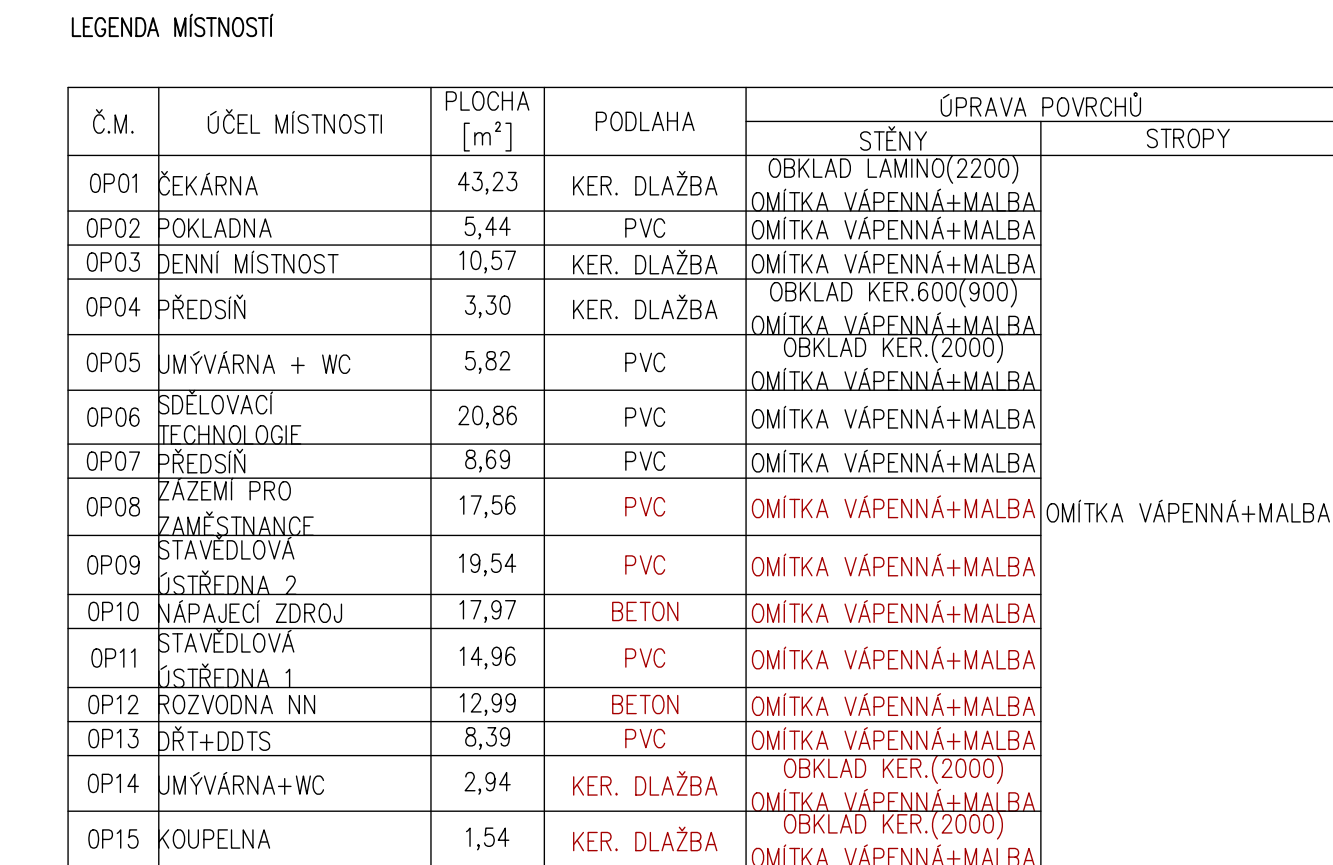 LEGENDA MÍSTNOSTÍ
Č.M. ÚČEL MÍSTNOSTI PLOCHA [m²] PODLAHA ÚPRAVA POVRCHŮ
STĚNY STROPY
0P01 ČEKÁRNA 43,23 KER. DLAŽBA OBKLAD LAMINO(2200)
OMÍTKA VÁPENNÁ+MALBA
0P02 POKLADNA 5,44 PVC OMÍTKA VÁPENNÁ+MALBA
0P03 DENNÍ MÍSTNOST 10,57 KER. DLAŽBA OMÍTKA VÁPENNÁ+MALBA
0P04 PŘEDSÍŇ 3,30 KER. DLAŽBA OBKLAD KER.600(900)
OMÍTKA VÁPENNÁ+MALBA
0P05 UMÝVÁRNA + WC 5,82 PVC OBKLAD KER.(2000)
OMÍTKA VÁPENNÁ+MALBA
0P06 SDĚLOVACÍ
TECHNOLOGIE 20,86 PVC OMÍTKA VÁPENNÁ+MALBA
0P07 PŘEDSÍŇ 8,69 PVC OMÍTKA VÁPENNÁ+MALBA
0P08 ZÁZEMÍ PRO
ZAMĚSTNANCE 17,56 PVC OMÍTKA VÁPENNÁ+MALBA OMÍTKA VÁPENNÁ+MALBA
0P09 STAVĚDLOVÁ
ÚSTŘEDNA 2 19,54 PVC OMÍTKA VÁPENNÁ+MALBA
0P10 NÁPAJECÍ ZDROJ 17,97 BETON OMÍTKA VÁPENNÁ+MALBA
0P11 STAVĚDLOVÁ
ÚSTŘEDNA 1 14,96 PVC OMÍTKA VÁPENNÁ+MALBA
0P12 ROZVODNA NN 12,99 BETON OMÍTKA VÁPENNÁ+MALBA
0P13 DŘT+DDTS 8,39 PVC OMÍTKA VÁPENNÁ+MALBA
0P14 UMÝVÁRNA+WC 2,94 KER. DLAŽBA OBKLAD KER.(2000)
OMÍTKA VÁPENNÁ+MALBA
0P15 KOUPELNA 1,54 KER. DLAŽBA OBKLAD KER.(2000)
OMÍTKA VÁPENNÁ+MALBA